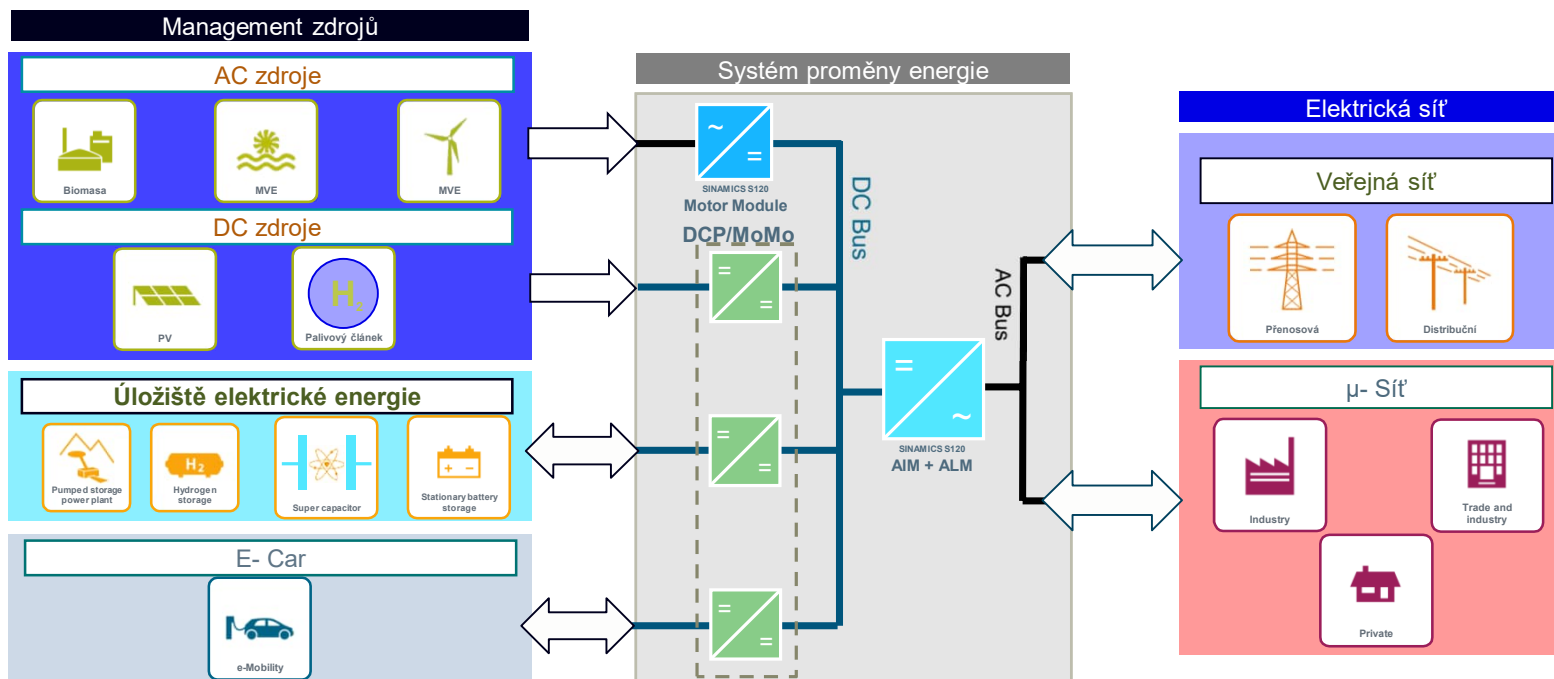 Management zdrojů
AC zdroje
Biomasa
MVE
MVE
DC zdroje
PV
H2
Palivový článek
Úložiště elektrické energie
Pumped storage
power plant
H2
Hydrogen
storage
Super capacitor
+ -
Stationary battery
storage
E- Car
e-Mobility
Systém proměny energie
~
=
SINAMICS S120
Motor Module
DCP/MoMo
=
=
=
=
=
=
DC Bus
=
~
SINAMICS S120
AIM + ALM
AC Bus
Elektrická síť
Veřejná síť
Přenosová
Distribuční
μ- Síť
Industry
Trade and
industry
Private